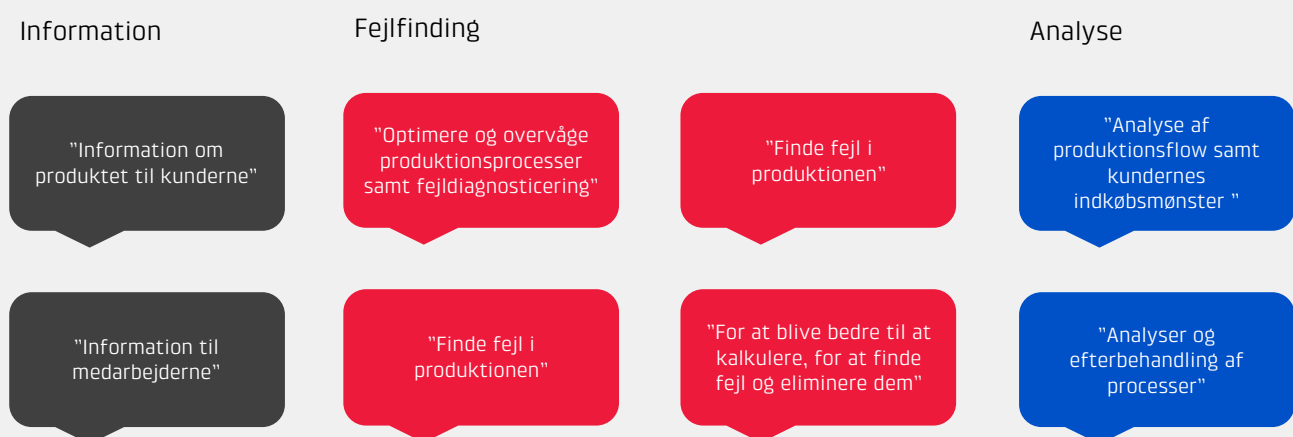 Information
Fejlfinding
Analyse
”Information om
produktet til kunderne”
”Optimere og overvåge
produktionsprocesser
samt fejldiagnosticering”
”Finde fejl i
produktionen”
”Analyse af
produktionsflow samt
kundernes
indkøbsmønster ”
”Information til
medarbejderne”
”Finde fejl i
produktionen”
”For at blive bedre til at
kalkulere, for at finde
fejl og eliminere dem”
”Analyser og
efterbehandling af
processer”